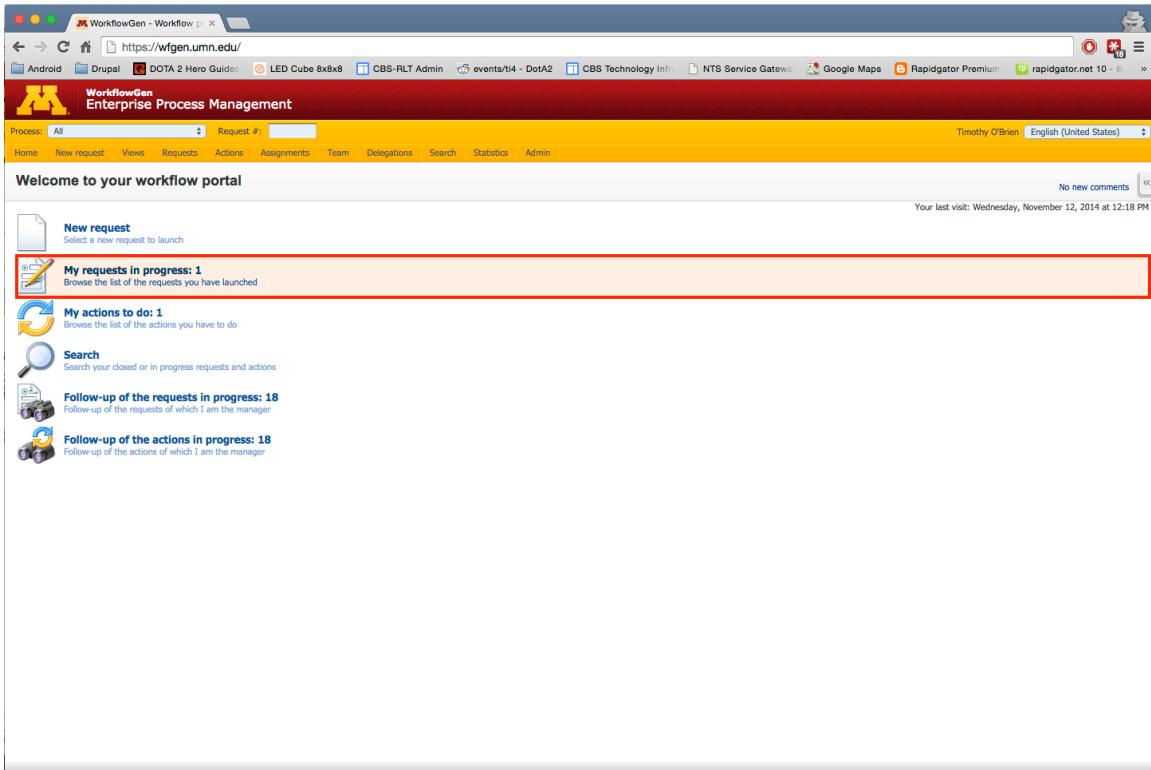 WorkflowGen - Workflow p
https://wfgen.umn.edu/
Android Drupal DOTA 2 Hero Guides LED Cube 8x8x8 CBS-RLT Admin events/ti4 - DotA2 CBS Technology Infr NTS Service Gatewa Google Maps Rapidgator Premium rapidgator.net 10 - B »
WorkflowGen
Enterprise Process Management
Process: All Request #: Timothy O'Brien English (United States)
Home New request Views Requests Actions Assignments Team Delegations Search Statistics Admin
Welcome to your workflow portal
No new comments «
Your last visit: Wednesday, November 12, 2014 at 12:18 PM
New request
Select a new request to launch
My requests in progress: 1
Browse the list of the requests you have launched
My actions to do: 1
Browse the list of the actions you have to do
Search
Search your closed or in progress requests and actions
Follow-up of the requests in progress: 18
Follow-up of the requests of which I am the manager
Follow-up of the actions in progress: 18
Follow-up of the actions of which I am the manager